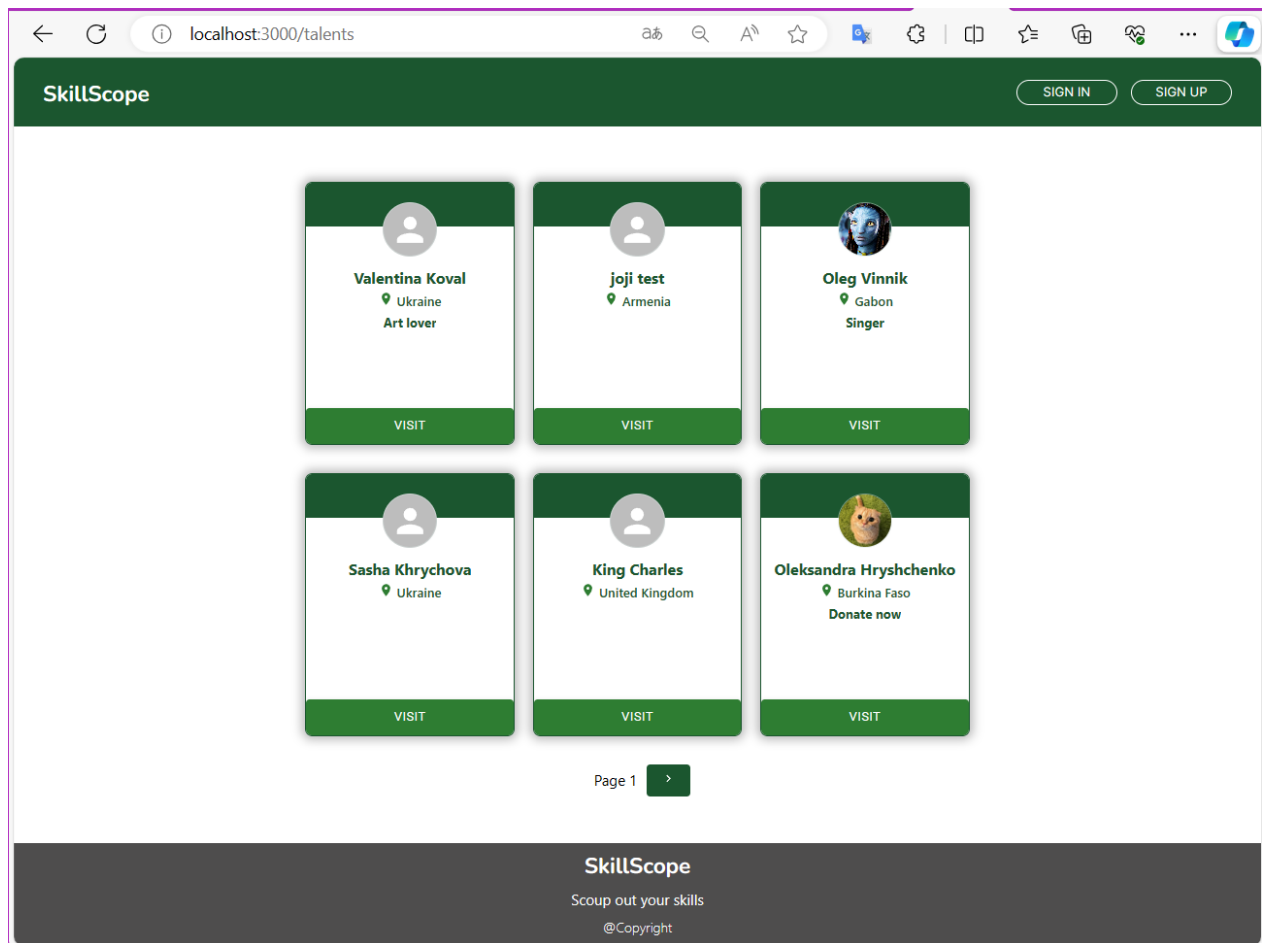 localhost:3000/talents
SkillScope
SIGN IN
SIGN UP
Valentina Koval
Ukraine
Art lover
VISIT
joji test
Armenia
VISIT
Oleg Vinnik
Gabon
Singer
VISIT
Sasha Khrychova
Ukraine
VISIT
King Charles
United Kingdom
VISIT
Oleksandra Hryshchenko
Burkina Faso
Donate now
VISIT
Page 1
SkillScope
Scoup out your skills
@Copyright